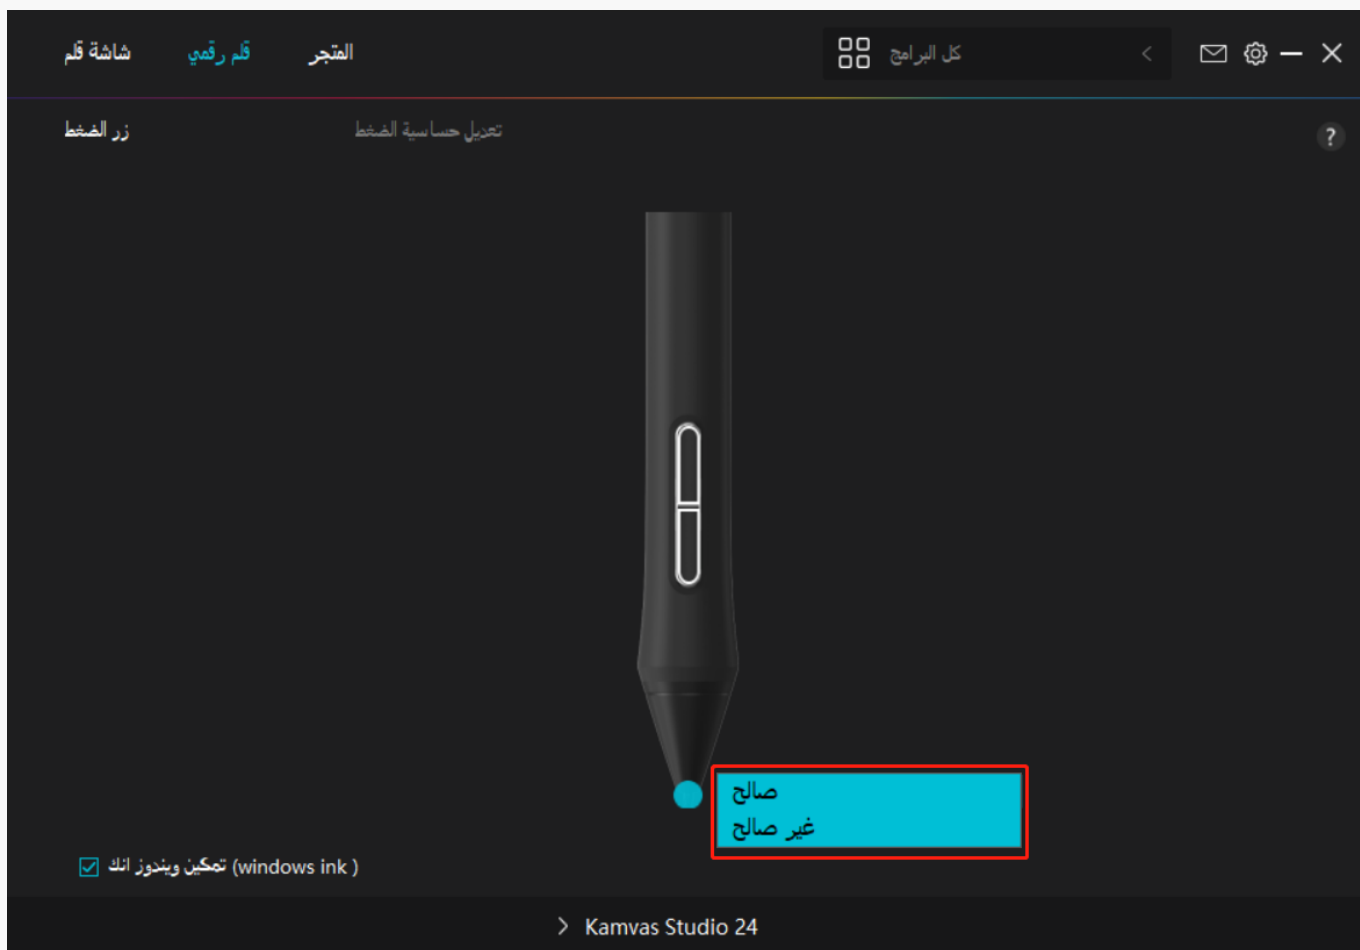 شاشة قلم
قلم رقمي
المتجر
كل البرامج
زر الضغط
تعديل حساسية الضغط
?
صالح
غير صالح
تمكين ويندوز انك (windows ink )
Kamvas Studio 24